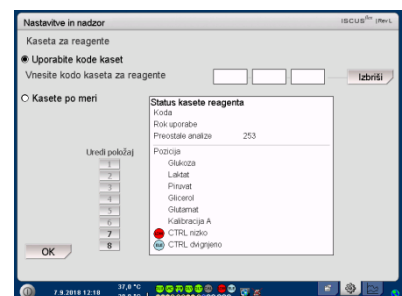 Nastavitve in nadzor
ISCUS
Kaseta za reagente
Uporabite kode kaset
Vnesite kodo kaseta za reagente
Izbriši
Kasete po meri
Status kasete reagenta
Koda
Rok uporabe
Preostale analize 253
Uredi položaj
Pozicija
1
Glukoza
2
Laktat
3
Piruvat
4
Glicerol
5
Glutamat
6
Kalibracija A
7
CTRL nizko
8
CTRL dvignjeno
OK
7.9.2018 12:18
37,0 °C